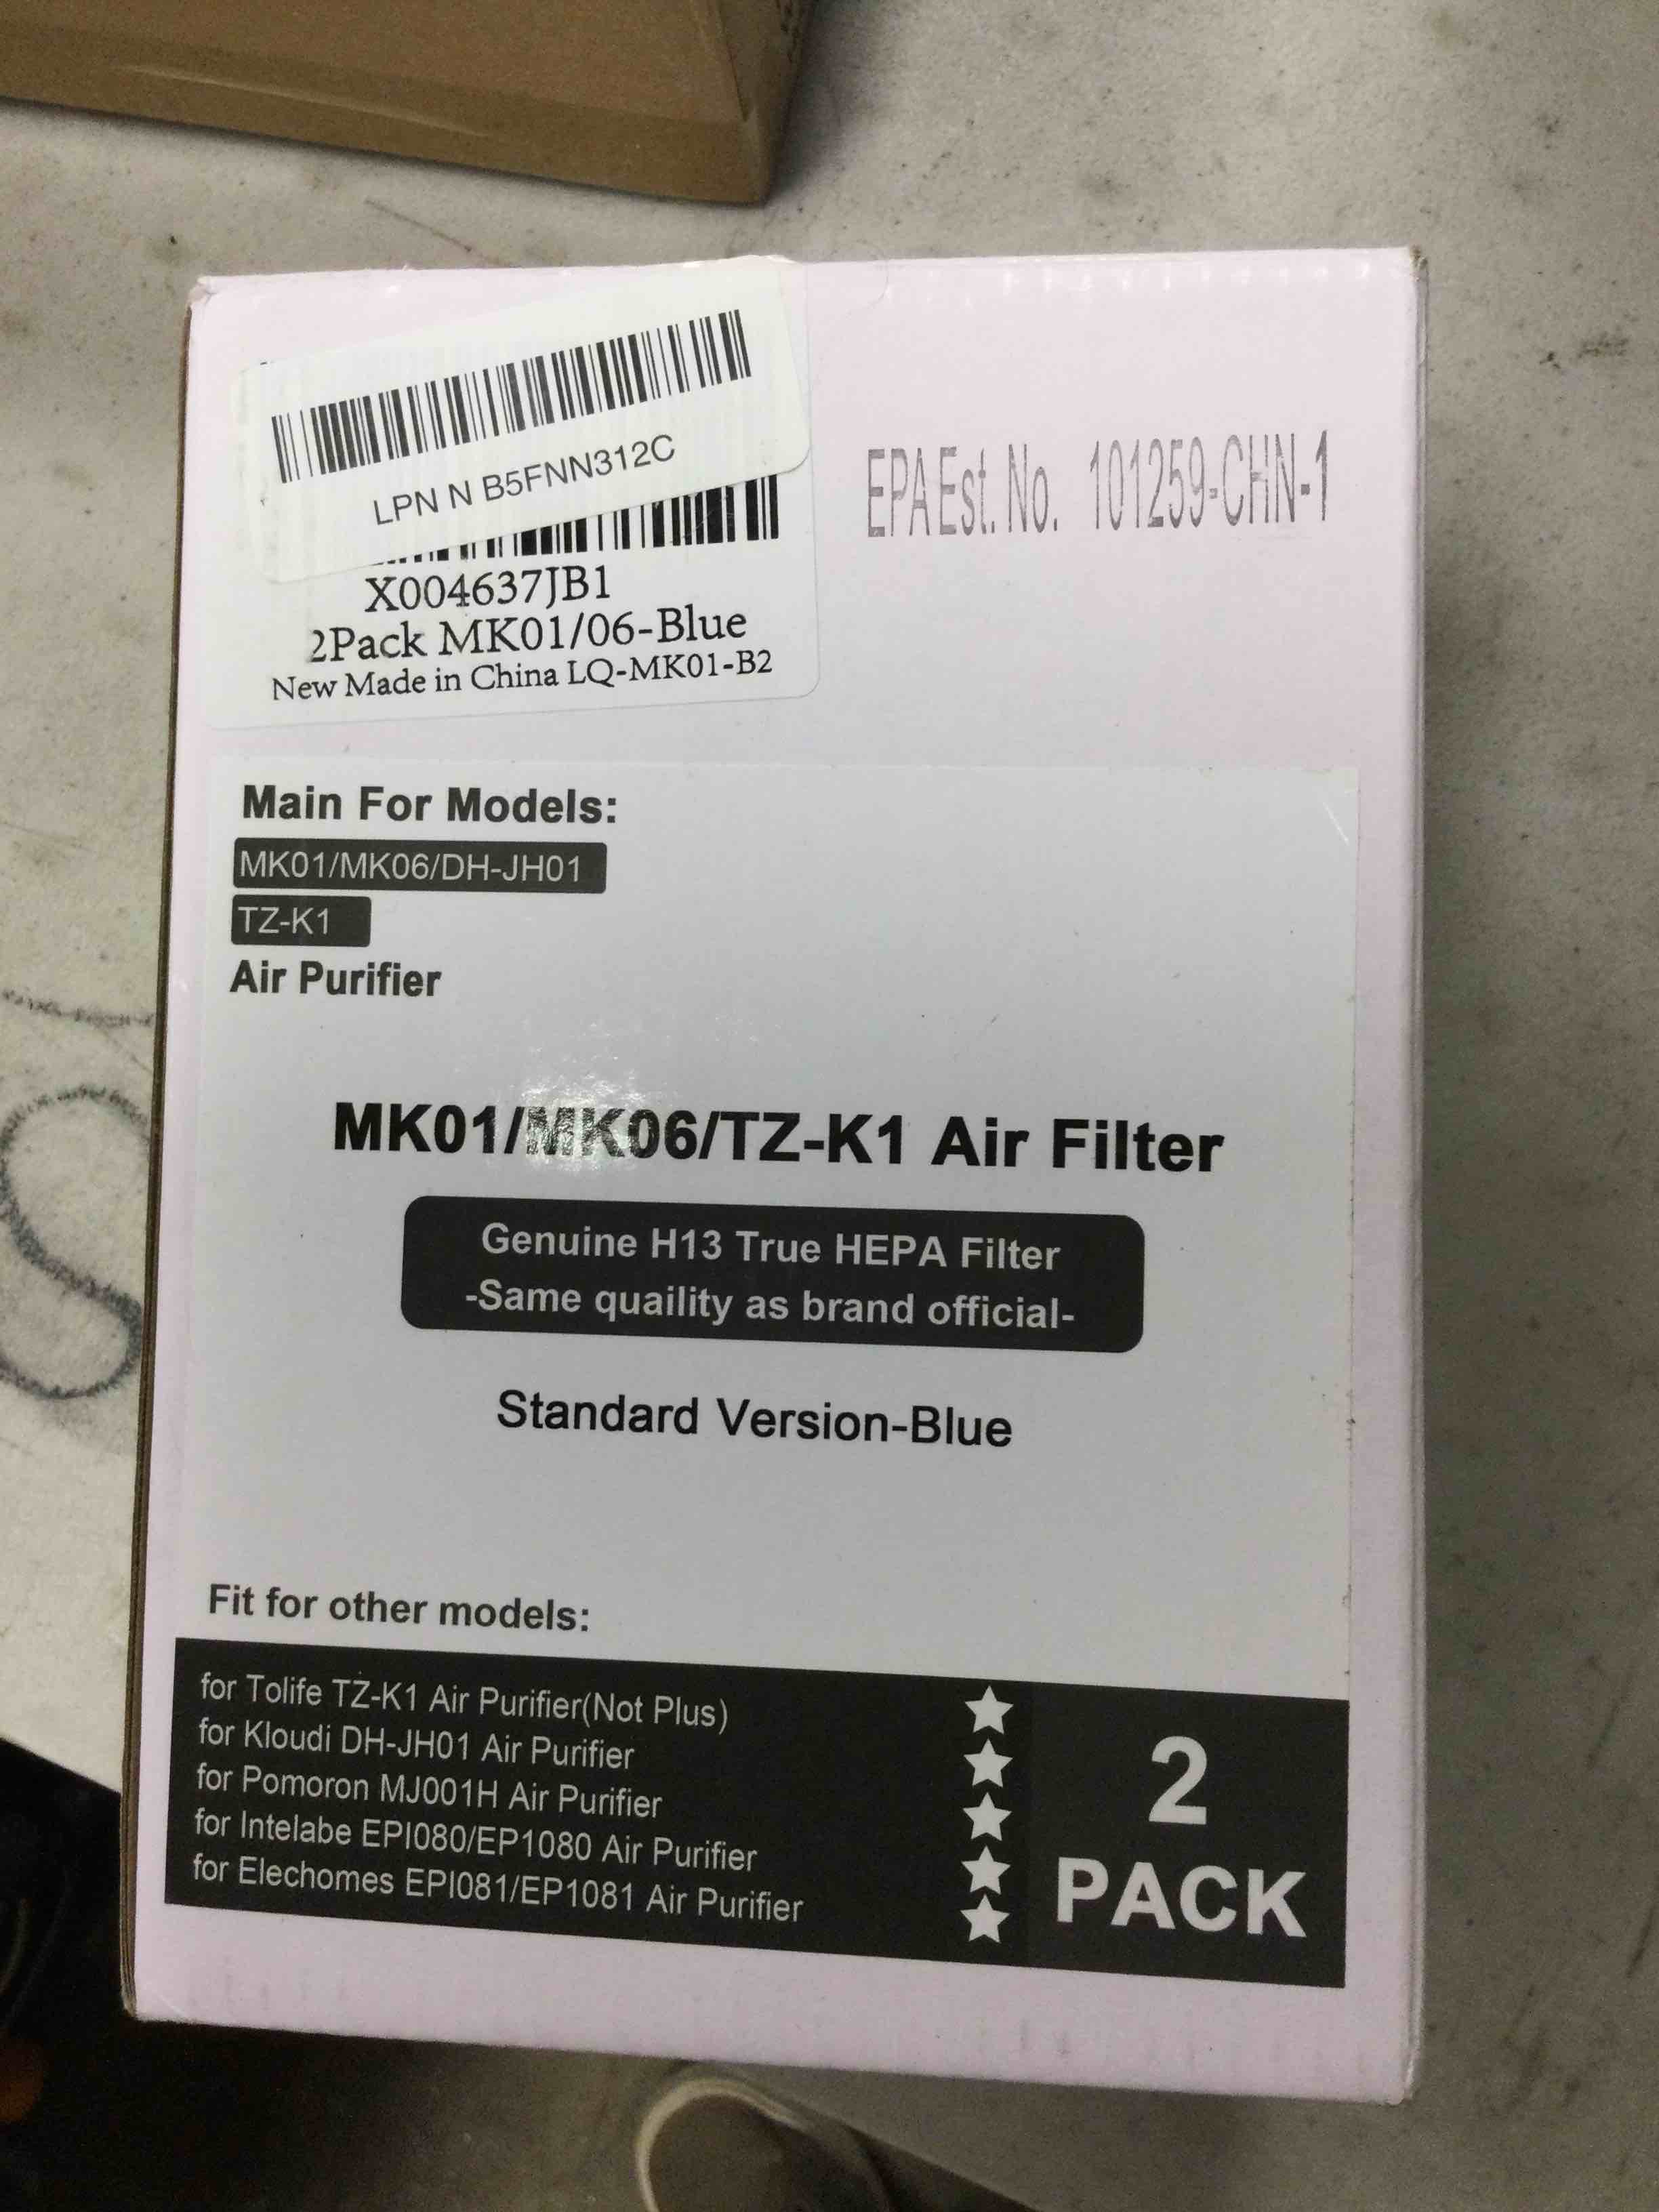 LPN N B5FNN312C
X004637JB1
2Pack MK01/06-Blue
New Made in China LQ-MK01-B2
EPA Est. No. 101259-CHN-1
Main For Models:
MK01/MK06/DH-JH01
TZ-K1
Air Purifier
MK01/MK06/TZ-K1 Air Filter
Genuine H13 True HEPA Filter
-Same quaility as brand official-
Standard Version-Blue
Fit for other models:
for Tolife TZ-K1 Air Purifier(Not Plus)
for Kloudi DH-JH01 Air Purifier
for Pomoron MJ001H Air Purifier
for Intelabe EPI080/EP1080 Air Purifier
for Elechomes EPI081/EP1081 Air Purifier
2
PACK